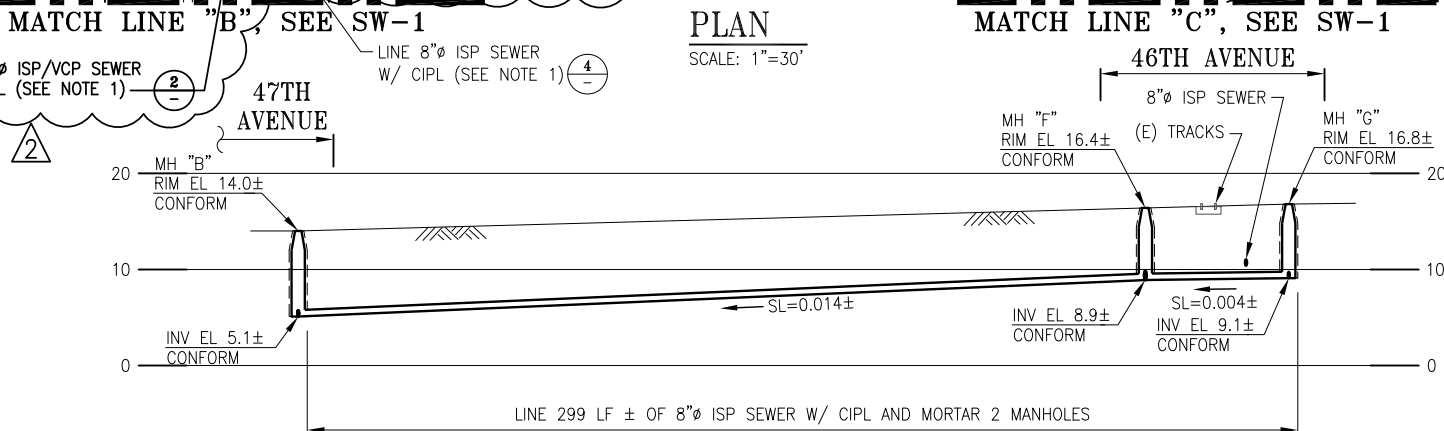 MATCH LINE "B", SEE SW-1
PLAN
SCALE: 1"=30'
MATCH LINE "C", SEE SW-1
LINE 8"ø ISP SEWER
W/ CIPL (SEE NOTE 1)
4
-
ø ISP/VCP SEWER
L (SEE NOTE 1)
2
-
2
47TH
AVENUE
46TH AVENUE
8"ø ISP SEWER
(E) TRACKS
MH "B"
RIM EL 14.0±
CONFORM
MH "F"
RIM EL 16.4±
CONFORM
MH "G"
RIM EL 16.8±
CONFORM
20
20
10
10
0
0
SL=0.014±
SL=0.004±
INV EL 5.1±
CONFORM
INV EL 8.9±
CONFORM
INV EL 9.1±
CONFORM
LINE 299 LF ± OF 8"ø ISP SEWER W/ CIPL AND MORTAR 2 MANHOLES